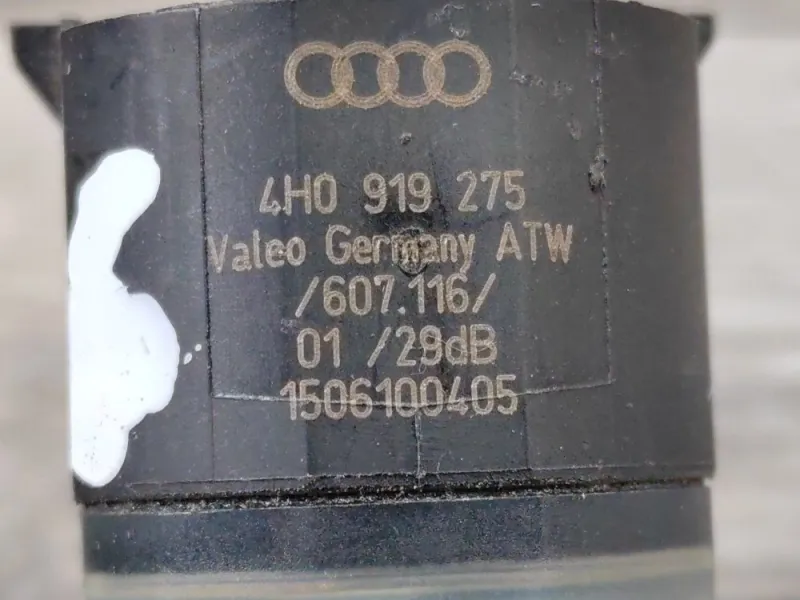 4H0 919 275
Valeo Germany ATW
/607.116/
01 /29dB
1506100405